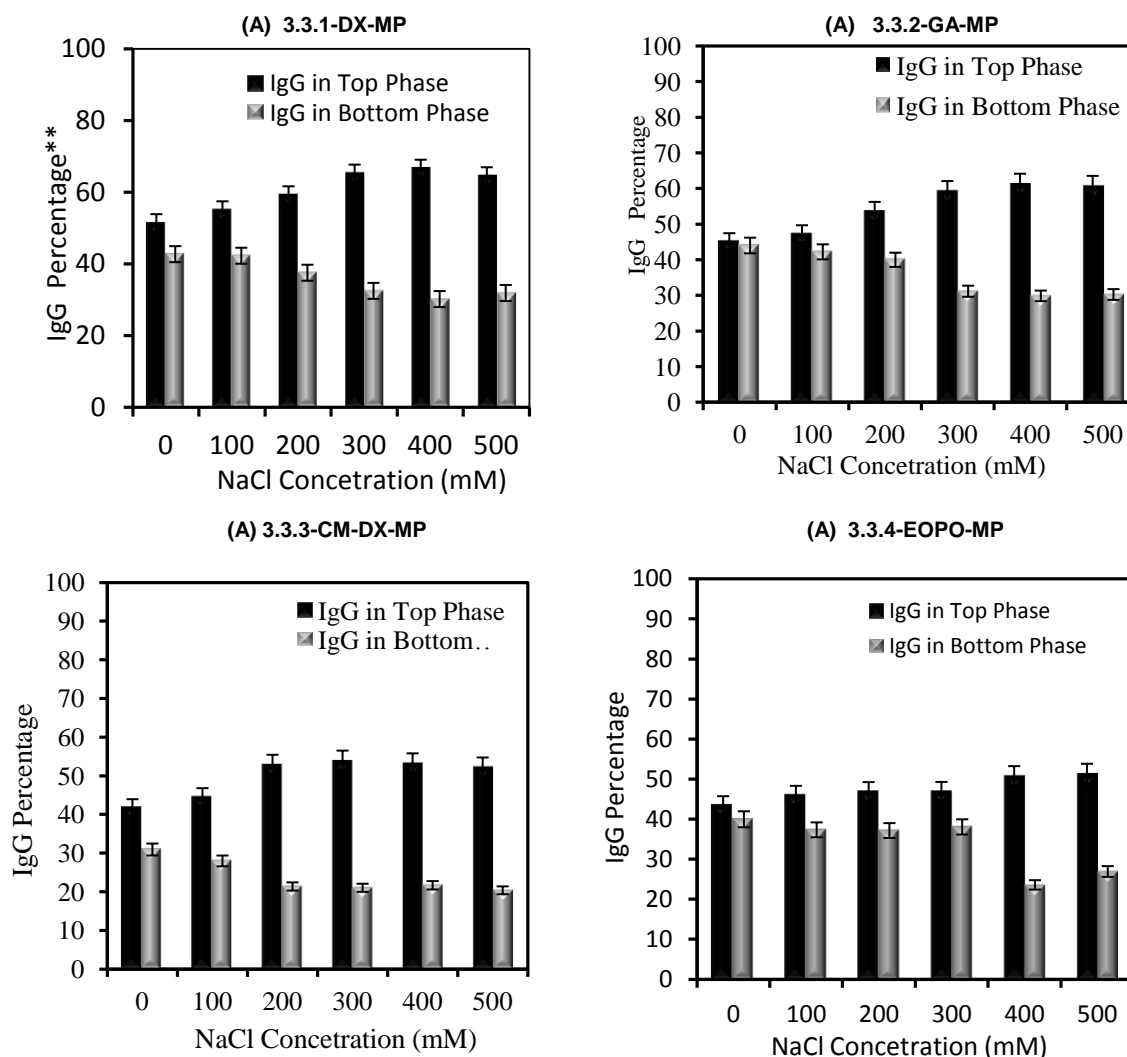 (A) 3.3.1-DX-MP
100
80
60
40
20
0
IgG Percentage**
IgG in Top Phase
IgG in Bottom Phase
0 100 200 300 400 500
NaCl Concetration (mM)
(A) 3.3.2-GA-MP
100
90
80
70
60
50
40
30
20
10
0
IgG Percentage
IgG in Top Phase
IgG in Bottom Phase
0 100 200 300 400 500
NaCl Concetration (mM)
(A) 3.3.3-CM-DX-MP
100
90
80
70
60
50
40
30
20
10
0
IgG Percentage
IgG in Top Phase
IgG in Bottom…
0 100 200 300 400 500
NaCl Concetration (mM)
(A) 3.3.4-EOPO-MP
100
90
80
70
60
50
40
30
20
10
0
IgG Percentage
IgG in Top Phase
IgG in Bottom Phase
0 100 200 300 400 500
NaCl Concetration (mM)